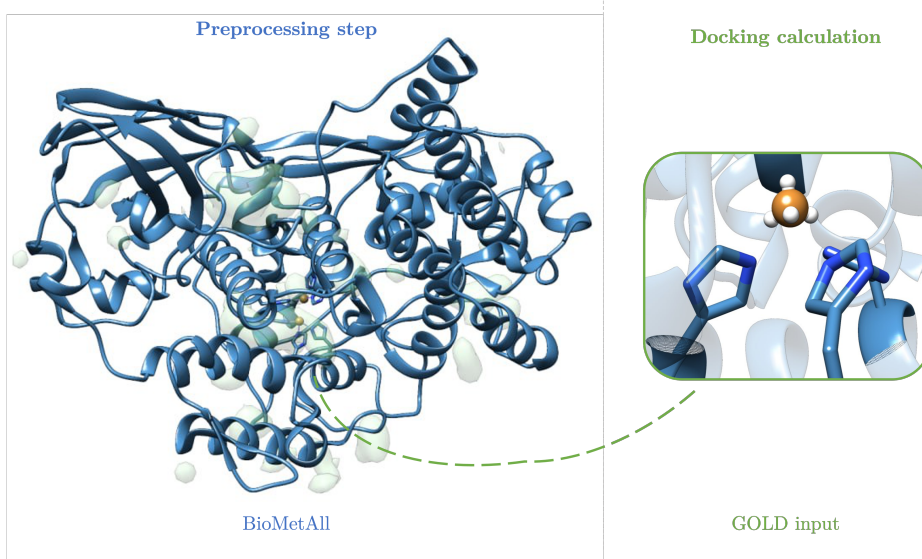 Preprocessing step
Docking calculation
BioMetAll
GOLD input